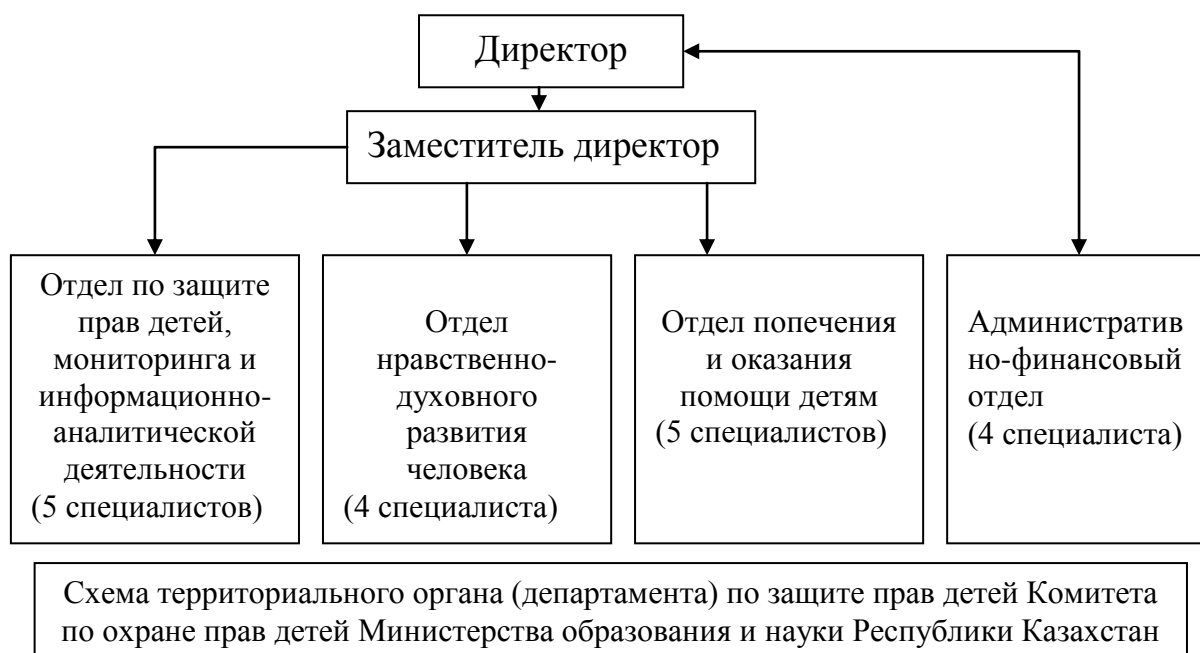 Директор
Заместитель директор
Отдел по защите
прав детей,
мониторинга и
информационно-
аналитической
деятельности
(5 специалистов)
Отдел
нравственно-
духовного
развития
человека
(4 специалиста)
Отдел попечения
и оказания
помощи детям
(5 специалистов)
Административ
но-финансовый
отдел
(4 специалиста)
Схема территориального органа (департамента) по защите прав детей Комитета
по охране прав детей Министерства образования и науки Республики Казахстан